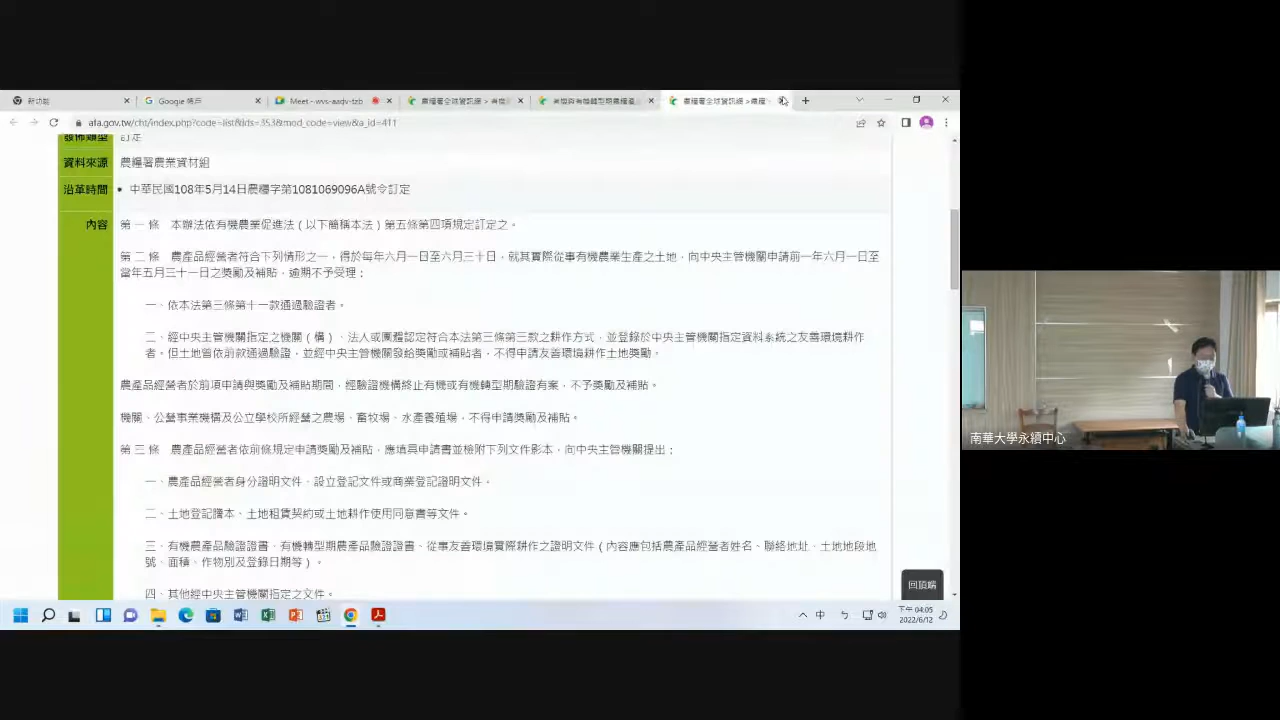 新功能
Google 帳戶
Meet - wvs-aadv-tzb
農糧署全球資訊網 >
農糧署全球資訊網 >
afa.gov.tw/cht/index.php?code=list&ids=353&mod_code=view&a_id=411
發佈類型 訂定
資料來源 農糧署農業資材組
沿革時間 • 中華民國108年5月14日農糧字第1081069096A號令訂定
內容 第 一 條 本辦法依有機農業促進法（以下簡稱本法）第五條第四項規定訂定之。
第 二 條 農產品經營者符合下列情形之一，得於每年六月一日至六月三十日，就其實際從事有機農業生產之土地，向中央主管機關申請前一年六月一日至
當年五月三十一日之獎勵及補貼，逾期不予受理：
一、依本法第三條第十一款通過驗證者。
二、經中央主管機關指定之機關（構）、法人或團體認定符合本法第三條第三款之耕作方式，並登錄於中央主管機關指定資料系統之友善環境耕作
者。但土地曾依前款通過驗證，並經中央主管機關發給獎勵或補貼者，不得申請友善環境耕作土地獎勵。
農產品經營者於前項申請與獎勵及補貼期間，經驗證機構終止有機或有機轉型期驗證有案，不予獎勵及補貼。
機關、公營事業機構及公立學校所經營之農場、畜牧場、水產養殖場，不得申請獎勵及補貼。
第 三 條 農產品經營者依前條規定申請獎勵及補貼，應填具申請書並檢附下列文件影本，向中央主管機關提出：
一、農產品經營者身分證明文件、設立登記文件或商業登記證明文件。
二、土地登記謄本、土地租賃契約或土地耕作使用同意書等文件。
三、有機農產品驗證證書、有機轉型期農產品驗證證書、從事友善環境實際耕作之證明文件（內容應包括農產品經營者姓名、聯絡地址、土地地段地
號、面積、作物別及登錄日期等）。
四、其他經中央主管機關指定之文件。
回頂端
南華大學永續中心
中
下午 04:05
2022/6/12